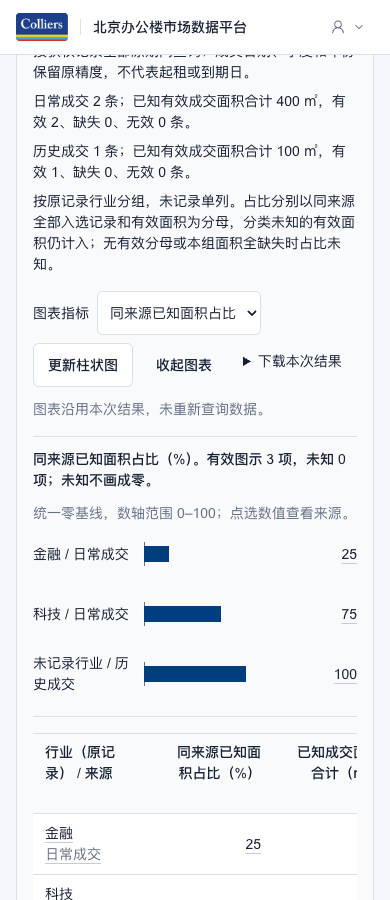 Colliers
北京办公楼市场数据平台
保留原精度，不代表起租或到期日。
日常成交 2 条；已知有效成交面积合计 400 ㎡，有
效 2、缺失 0、无效 0 条。
历史成交 1 条；已知有效成交面积合计 100 ㎡，有
效 1、缺失 0、无效 0 条。
按原记录行业分组，未记录单列。占比分别以同来源
全部入选记录和有效面积为分母，分类未知的有效面
积仍计入；无有效分母或本组面积全缺失时占比未
知。
图表指标
同来源已知面积占比
更新柱状图
收起图表
▶ 下载本次结果
图表沿用本次结果，未重新查询数据。
同来源已知面积占比（%）。有效图示 3 项，未知 0
项；未知不画成零。
统一零基线，数轴范围 0–100；点选数值查看来源。
金融 / 日常成交
25
科技 / 日常成交
75
未记录行业 / 历
史成交
100
行业（原记
录） / 来源
同来源已知面
积占比（%）
已知成交
合计（
金融
日常成交
25
科技